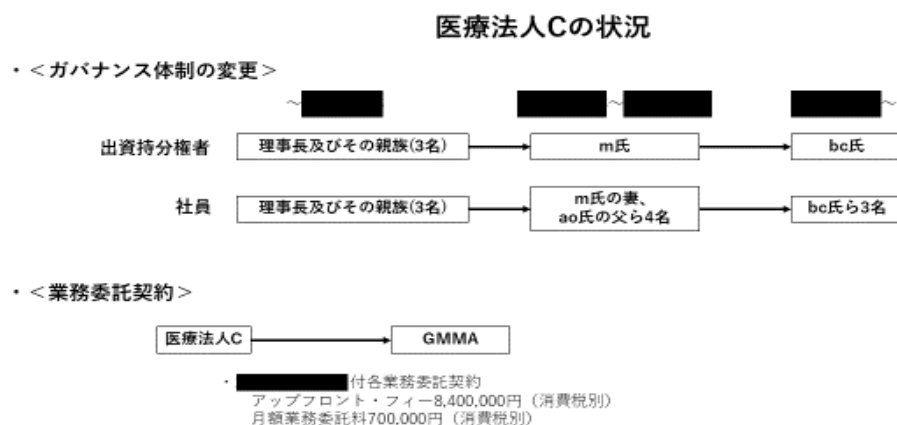 医療法人Cの状況
・＜ガバナンス体制の変更＞
～ ～ ～
出資持分権者 理事長及びその親族(3名) m氏 bc氏
社員 理事長及びその親族(3名) m氏の妻、
ao氏の父ら4名 bc氏ら3名
・＜業務委託契約＞
医療法人C GMMA
・ 付各業務委託契約
アップフロント・フィー8,400,000円（消費税別）
月額業務委託料700,000円（消費税別）